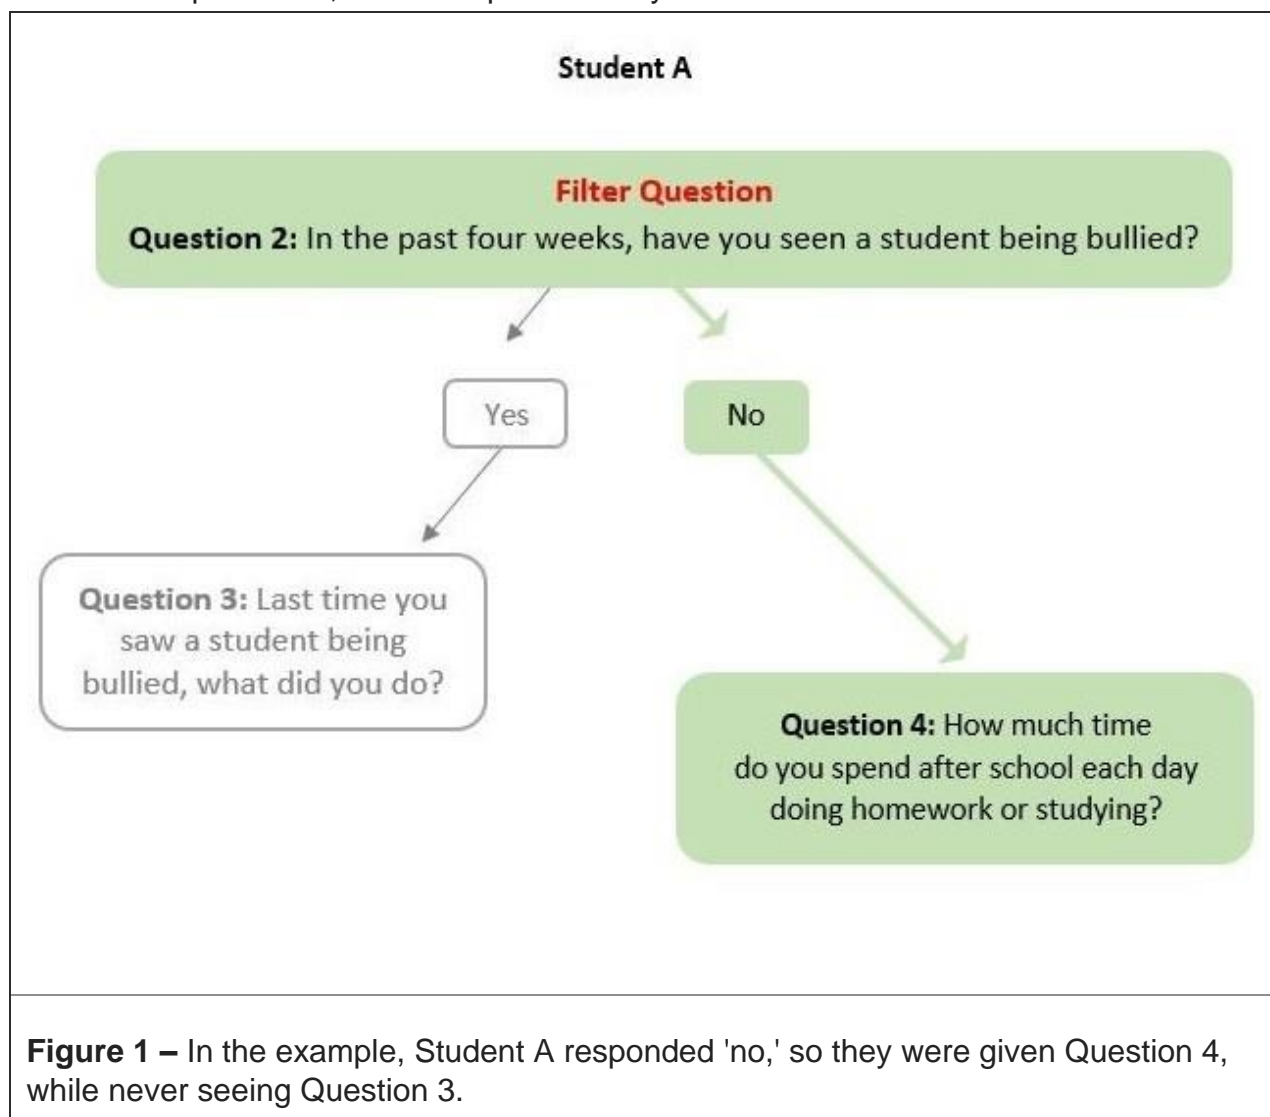 Student A
Filter Question
Question 2: In the past four weeks, have you seen a student being bullied?
Yes
No
Question 3: Last time you
saw a student being
bullied, what did you do?
Question 4: How much time
do you spend after school each day
doing homework or studying?
Figure 1 – In the example, Student A responded 'no,' so they were given Question 4,
while never seeing Question 3.